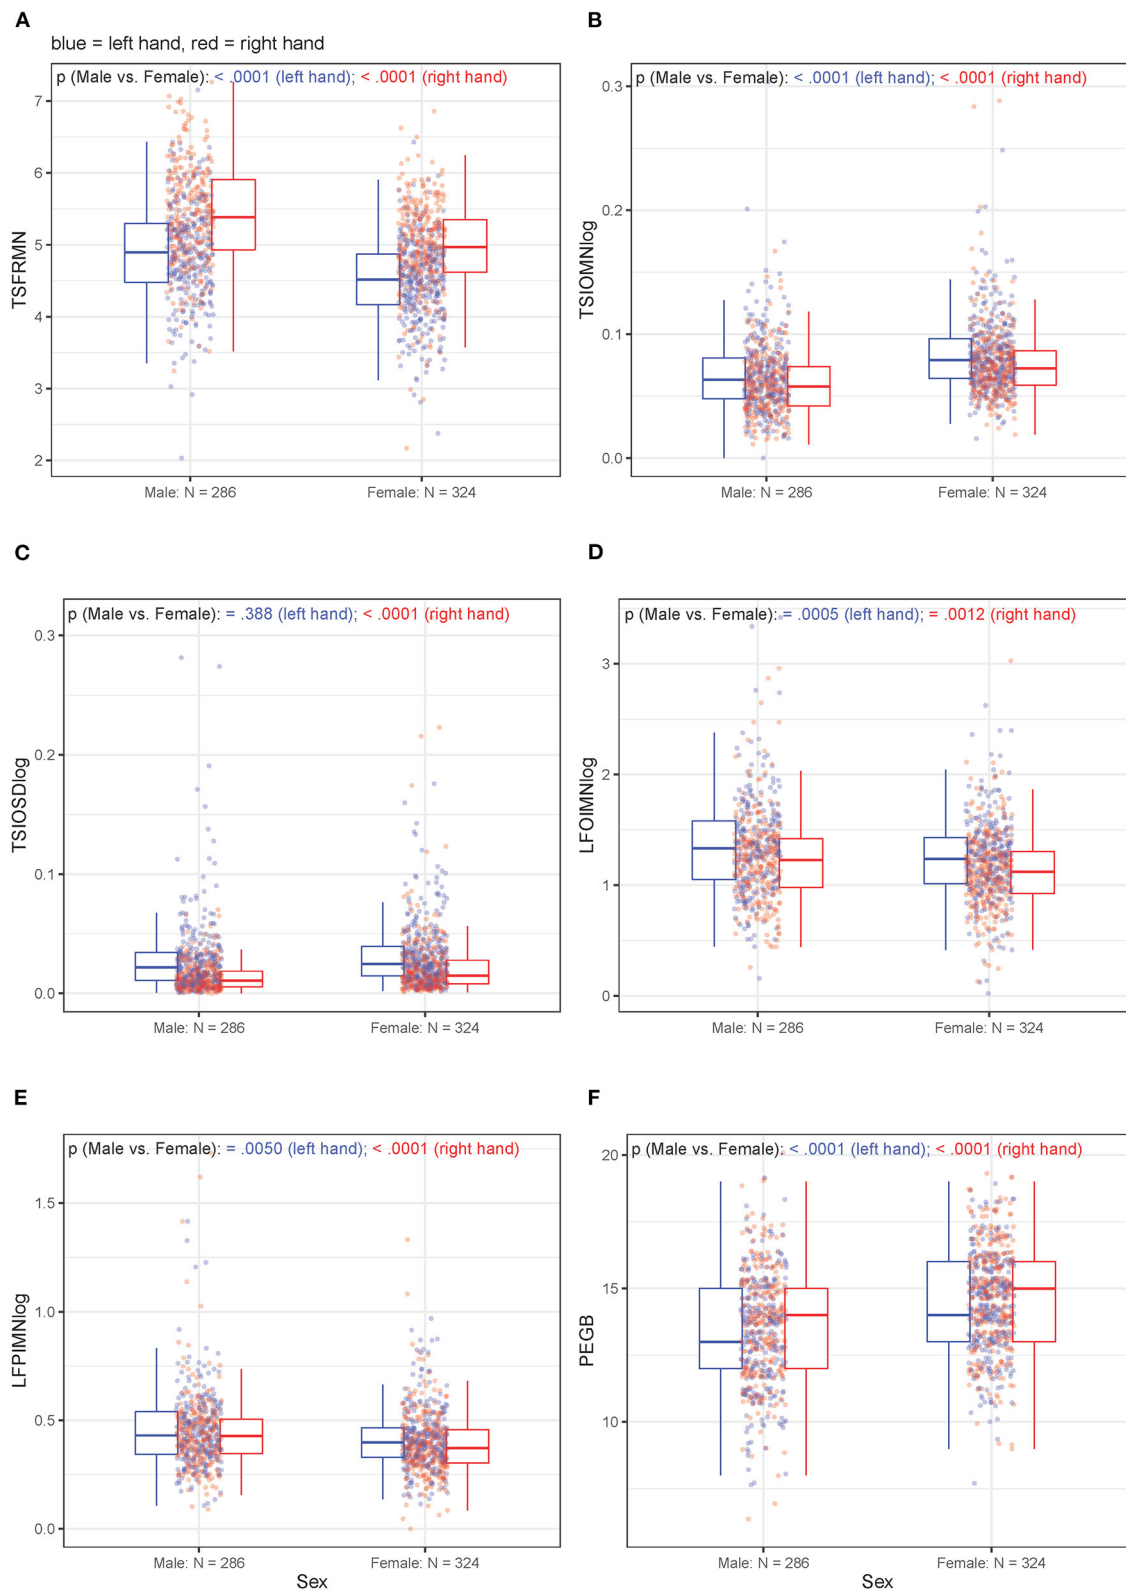 A
blue = left hand, red = right hand
p (Male vs. Female): < .0001 (left hand); < .0001 (right hand)
7
6
5
4
3
2
TSFRMN
Male: N = 286
Female: N = 324
B
p (Male vs. Female): < .0001 (left hand); < .0001 (right hand)
0.3
0.2
0.1
0.0
TSIOMNlog
Male: N = 286
Female: N = 324
C
p (Male vs. Female): = .388 (left hand); < .0001 (right hand)
0.3
0.2
0.1
0.0
TSIOSDlog
Male: N = 286
Female: N = 324
D
p (Male vs. Female): = .0005 (left hand); = .0012 (right hand)
3
2
1
0
LFOIMNlog
Male: N = 286
Female: N = 324
E
p (Male vs. Female): = .0050 (left hand); < .0001 (right hand)
1.5
1.0
0.5
0.0
LFPIMNlog
Male: N = 286
Female: N = 324
Sex
F
p (Male vs. Female): < .0001 (left hand); < .0001 (right hand)
20
15
10
PEGB
Male: N = 286
Female: N = 324
Sex